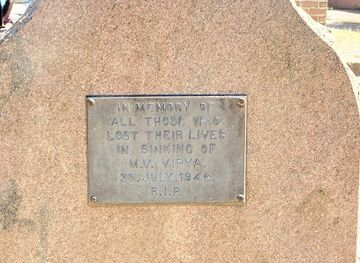 IN MEMORY OF
ALL THOSE WHO
LOST THEIR LIVES
IN SINKING OF
M.V. VIPYA.
30.JULY.1946.
R.I.P.